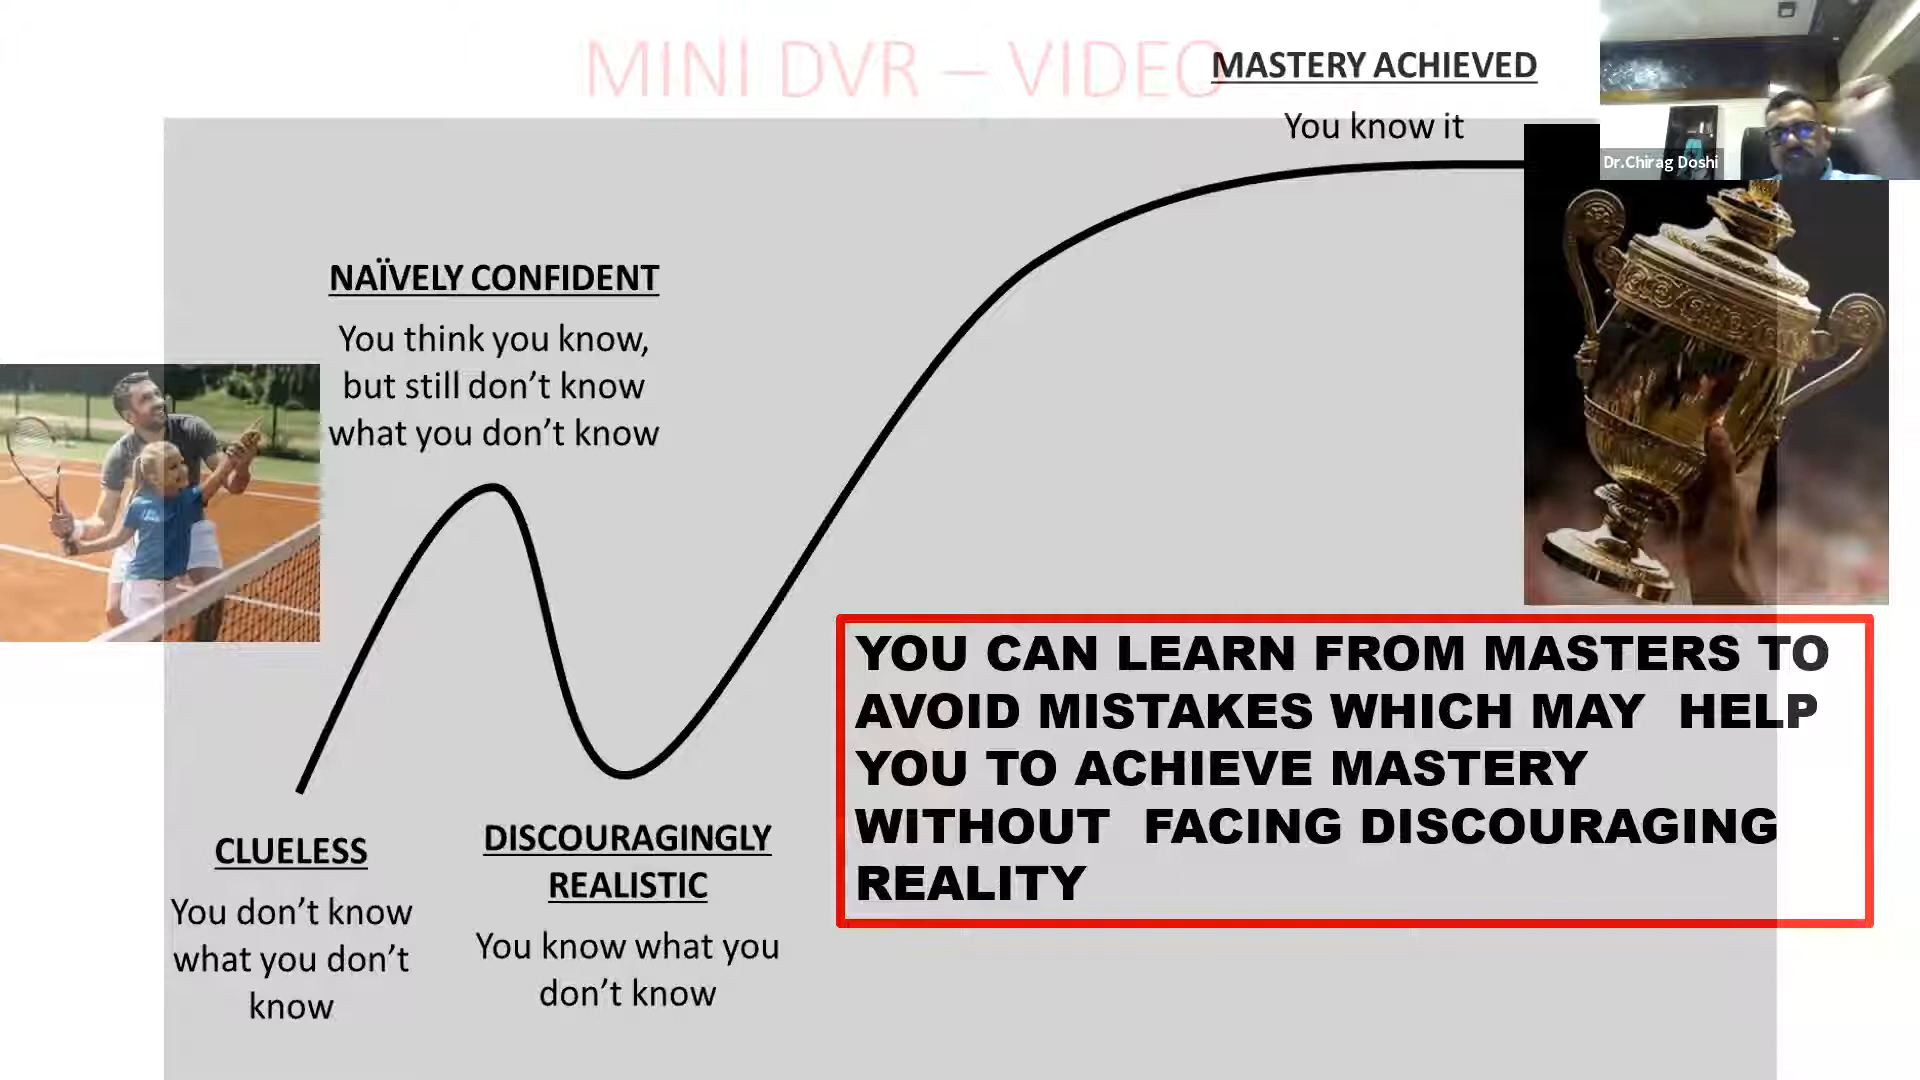 MINI DVR – VIDEO
MASTERY ACHIEVED
You know it
Dr.Chirag Doshi
NAÏVELY CONFIDENT
You think you know,
but still don’t know
what you don’t know
YOU CAN LEARN FROM MASTERS TO
AVOID MISTAKES WHICH MAY  HELP
YOU TO ACHIEVE MASTERY
WITHOUT  FACING DISCOURAGING
REALITY
CLUELESS
You don’t know
what you don’t
know
DISCOURAGINGLY
REALISTIC
You know what you
don’t know